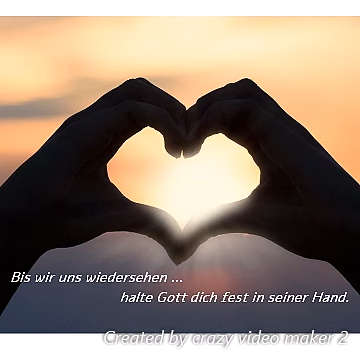 Bis wir uns wiedersehen ...
halte Gott dich fest in seiner Hand.
Created by crazy video maker 2